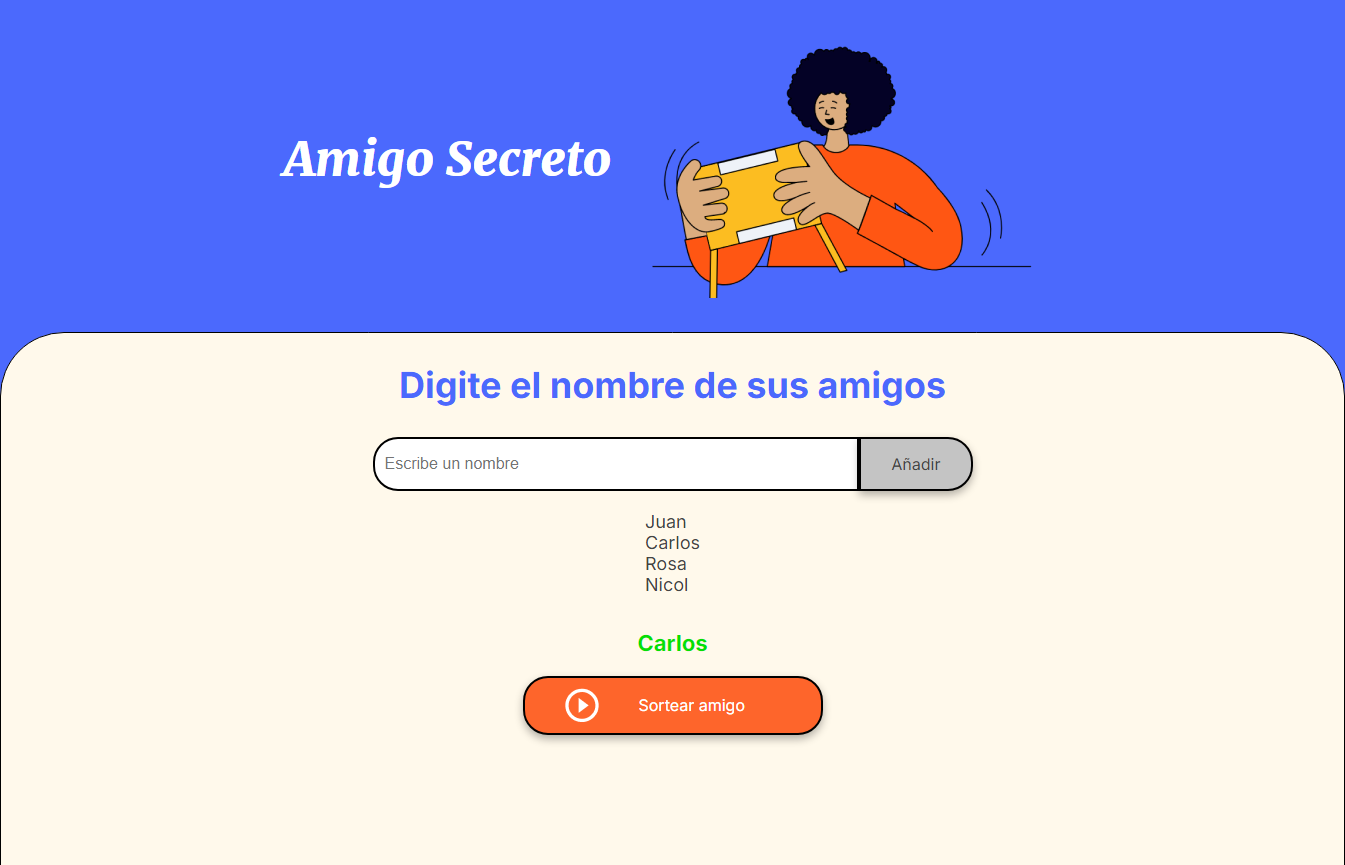 Amigo Secreto
Digite el nombre de sus amigos
Escribe un nombre
Añadir
Juan
Carlos
Rosa
Nicol
Carlos
Sortear amigo